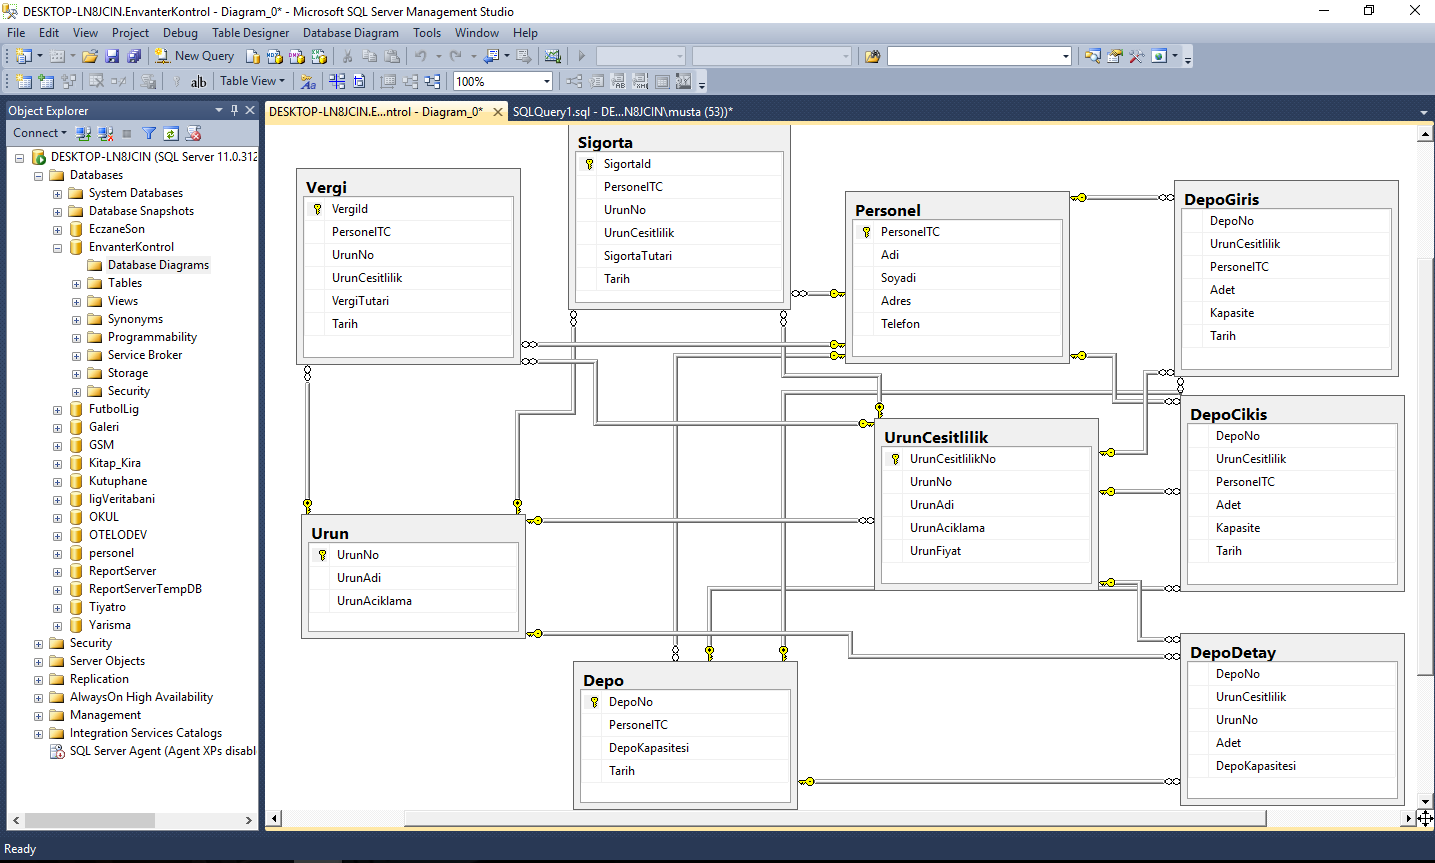 DESKTOP-LN8JCIN.EnvanterKontrol - Diagram_0* - Microsoft SQL Server Management Studio
File Edit View Project Debug Table Designer Database Diagram Tools Window Help
New Query
ab| Table View 100%
Object Explorer
Connect
DESKTOP-LN8JCIN (SQL Server 11.0.312
Databases
System Databases
Database Snapshots
EczaneSon
EnvanterKontrol
Database Diagrams
Tables
Views
Synonyms
Programmability
Service Broker
Storage
Security
FutbolLig
Galeri
GSM
Kitap_Kira
Kutuphane
ligVeritabani
OKUL
OTELODEV
personel
ReportServer
ReportServerTempDB
Tiyatro
Yarisma
Security
Server Objects
Replication
AlwaysOn High Availability
Management
Integration Services Catalogs
SQL Server Agent (Agent XPs disabl
DESKTOP-LN8JCIN.E...ntrol - Diagram_0* SQLQuery1.sql - DE...N8JCIN\musta (53))*
Vergi
VergiId
PersonelTC
UrunNo
UrunCesitlilik
VergiTutari
Tarih
Sigorta
SigortaId
PersonelTC
UrunNo
UrunCesitlilik
SigortaTutari
Tarih
Personel
PersonelTC
Adi
Soyadi
Adres
Telefon
DepoGiris
DepoNo
UrunCesitlilik
PersonelTC
Adet
Kapasite
Tarih
DepoCikis
DepoNo
UrunCesitlilik
PersonelTC
Adet
Kapasite
Tarih
UrunCesitlilik
UrunCesitlilikNo
UrunNo
UrunAdi
UrunAciklama
UrunFiyat
Urun
UrunNo
UrunAdi
UrunAciklama
Depo
DepoNo
PersonelTC
DepoKapasitesi
Tarih
DepoDetay
DepoNo
UrunCesitlilik
UrunNo
Adet
DepoKapasitesi
Ready